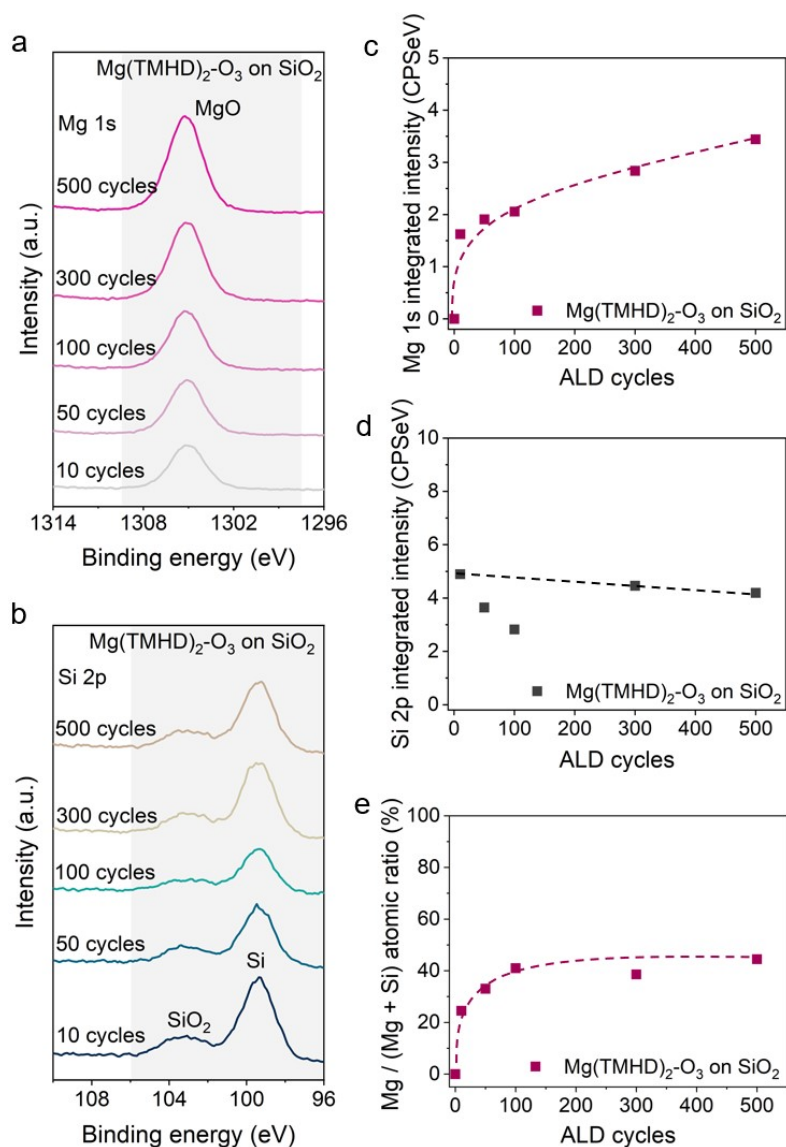 a
Mg(TMHD)₂-O₃ on SiO₂
Mg 1s
MgO
500 cycles
300 cycles
100 cycles
50 cycles
10 cycles
1314 1308 1302 1296
Binding energy (eV)
Intensity (a.u.)
b
Mg(TMHD)₂-O₃ on SiO₂
Si 2p
500 cycles
300 cycles
100 cycles
50 cycles
Si
SiO₂
10 cycles
108 104 100 96
Binding energy (eV)
Intensity (a.u.)
c
Mg 1s integrated intensity (CPSeV)
5
4
3
2
1
0
Mg(TMHD)₂-O₃ on SiO₂
0 100 200 300 400 500
ALD cycles
d
Si 2p integrated intensity (CPSeV)
10
8
6
4
2
0
Mg(TMHD)₂-O₃ on SiO₂
0 100 200 300 400 500
ALD cycles
e
Mg / (Mg + Si) atomic ratio (%)
100
80
60
40
20
0
Mg(TMHD)₂-O₃ on SiO₂
0 100 200 300 400 500
ALD cycles